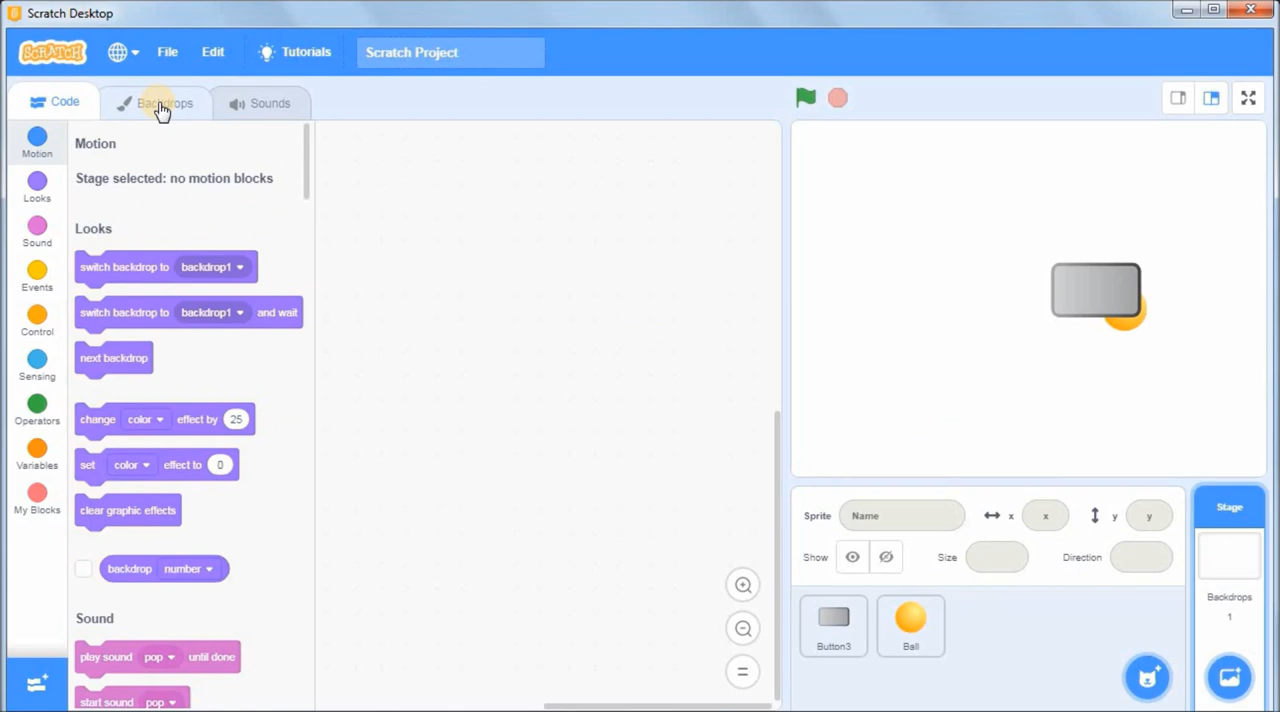 Scratch Desktop
SCRATCH File Edit Tutorials Scratch Project
Code Backdrops Sounds
Motion
Looks
Sound
Events
Control
Sensing
Operators
Variables
My Blocks
Motion
Stage selected: no motion blocks
Looks
switch backdrop to backdrop1
switch backdrop to backdrop1 and wait
next backdrop
change color effect by 25
set color effect to 0
clear graphic effects
backdrop number
Sound
play sound pop until done
start sound pop
Sprite Name x x y y
Show Size Direction
Button3 Ball
Stage
Backdrops
1